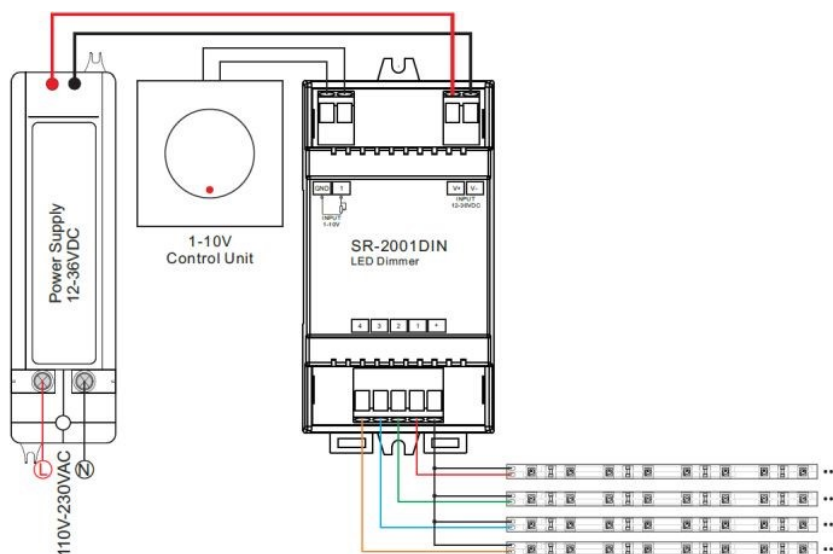 Power Supply
12-36VDC
L
N
110V-230VAC
1-10V
Control Unit
GND 1
INPUT
1-10V
V+ V-
INPUT
12-36VDC
SR-2001DIN
LED Dimmer
4 3 2 1 +